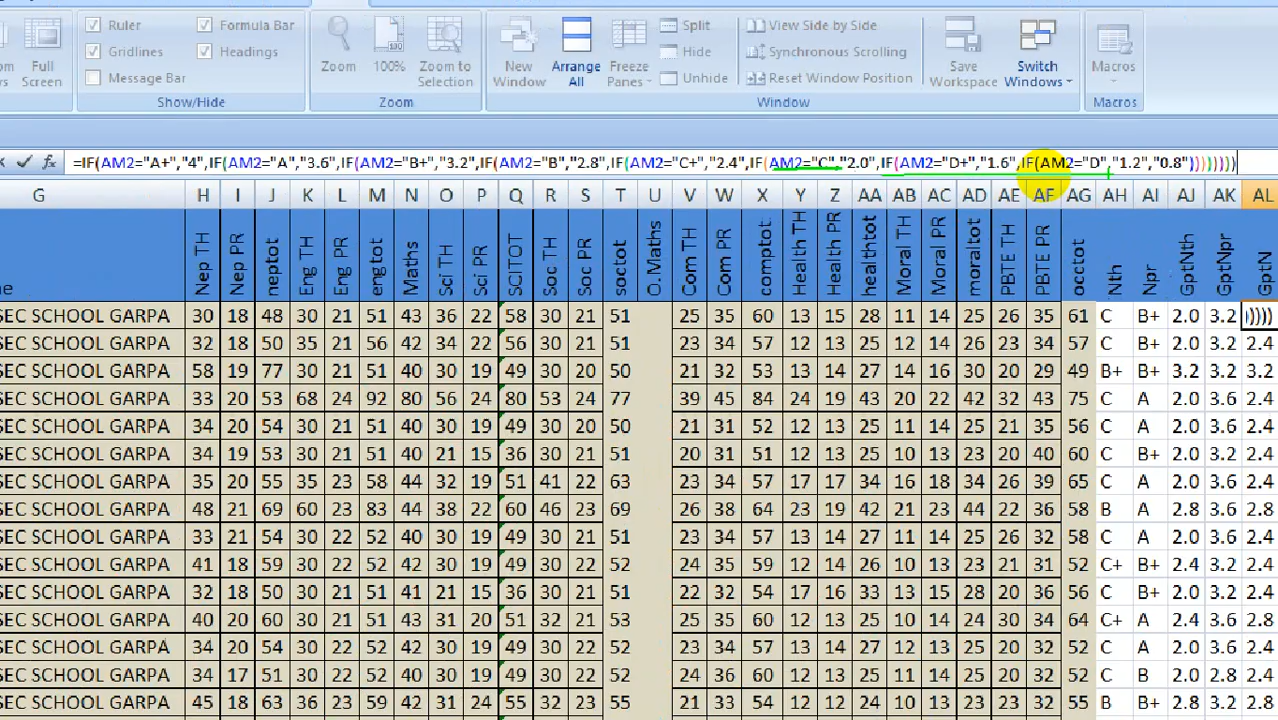 Ruler Formula Bar
Gridlines Headings
Message Bar
Show/Hide
Full Screen
Zoom 100% Zoom to Selection
Zoom
New Window Arrange All Freeze Panes
Split
Hide
Unhide
View Side by Side
Synchronous Scrolling
Reset Window Position
Save Workspace Switch Windows
Window
Macros
Macros
fx =IF(AM2="A+","4",IF(AM2="A","3.6",IF(AM2="B+","3.2",IF(AM2="B","2.8",IF(AM2="C+","2.4",IF(AM2="C","2.0",IF(AM2="D+","1.6",IF(AM2="D","1.2","0.8"))))))))
G H I J K L M N O P Q R S T U V W X Y Z AA AB AC AD AE AF AG AH AI AJ AK AL
Nep TH Nep PR neptot Eng TH Eng PR engtot Maths Sci TH Sci PR SCITOT Soc TH Soc PR soctot O.Maths Com TH Com PR comptot Health TH Health PR healthtot Moral TH Moral PR moraltot PBTE TH PBTE PR occtot Nth Npr GptNth GptNpr GptN
SEC SCHOOL GARPA 30 18 48 30 21 51 43 36 22 58 30 21 51 25 35 60 13 15 28 11 14 25 26 35 61 C B+ 2.0 3.2 ))))
SEC SCHOOL GARPA 32 18 50 35 21 56 42 34 22 56 30 21 51 23 34 57 13 12 25 12 14 26 23 34 57 C B+ 2.0 3.2 2.4
SEC SCHOOL GARPA 58 19 77 30 21 51 40 30 19 49 30 20 50 21 32 53 13 14 27 14 16 30 20 29 49 B+ B+ 3.2 3.2 3.2
SEC SCHOOL GARPA 33 20 53 68 24 92 80 56 24 80 53 24 77 39 45 84 24 19 43 20 22 42 32 43 75 C A 2.0 3.6 2.4
SEC SCHOOL GARPA 34 20 54 30 21 51 40 30 19 49 30 20 50 21 31 52 13 12 25 10 14 24 21 35 56 C A 2.0 3.6 2.4
SEC SCHOOL GARPA 34 19 53 30 21 51 40 21 15 36 30 21 51 20 31 51 13 12 25 10 13 23 20 40 60 C B+ 2.0 3.2 2.4
SEC SCHOOL GARPA 35 20 55 35 23 58 44 32 19 51 41 22 63 23 34 57 17 17 34 16 18 34 26 39 65 C A 2.0 3.6 2.4
SEC SCHOOL GARPA 48 21 69 60 23 83 44 38 22 60 46 23 69 26 38 64 23 19 42 21 23 44 22 36 58 B A 2.8 3.6 2.8
SEC SCHOOL GARPA 33 21 54 30 22 52 40 30 19 49 30 21 51 23 34 57 13 14 27 11 14 25 26 32 58 C A 2.0 3.6 2.4
SEC SCHOOL GARPA 41 18 59 30 22 52 42 30 19 49 30 22 52 24 35 59 12 14 26 10 13 23 21 31 52 C+ B+ 2.4 3.2 2.4
SEC SCHOOL GARPA 32 18 50 30 21 51 41 21 15 36 30 21 51 22 32 54 17 16 33 13 15 28 20 36 56 C B+ 2.0 3.2 2.4
SEC SCHOOL GARPA 40 20 60 30 21 51 43 31 20 51 32 21 53 25 35 60 13 12 25 10 14 24 30 34 64 C+ A 2.4 3.6 2.8
SEC SCHOOL GARPA 34 20 54 30 22 52 40 30 19 49 30 22 52 23 34 57 13 14 27 12 13 25 20 32 52 C A 2.0 3.6 2.4
SEC SCHOOL GARPA 34 17 51 30 22 52 40 30 19 49 30 22 52 24 36 60 12 13 25 11 14 25 20 32 52 C B 2.0 2.8 2.4
SEC SCHOOL GARPA 45 18 63 36 23 59 42 31 24 55 32 23 55 21 33 54 12 12 24 10 13 23 23 32 55 B B+ 2.8 3.2 2.8